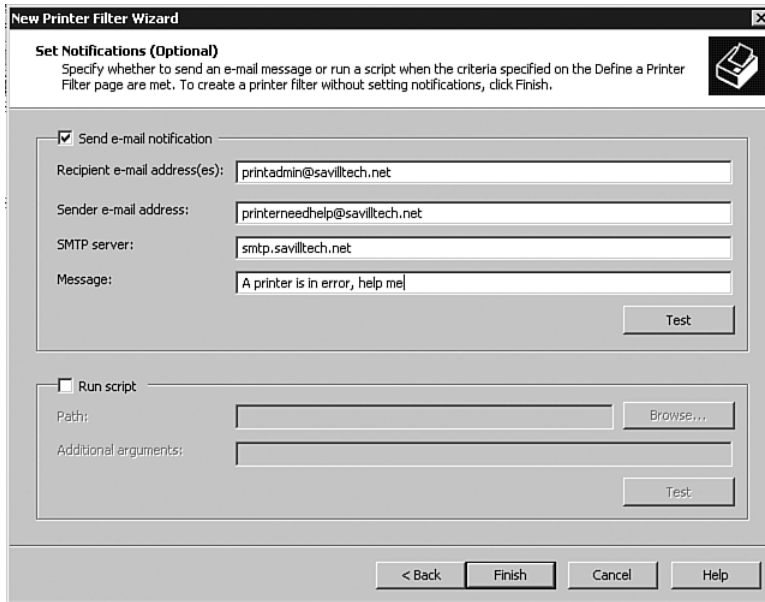 New Printer Filter Wizard
Set Notifications (Optional)
Specify whether to send an e-mail message or run a script when the criteria specified on the Define a Printer
Filter page are met. To create a printer filter without setting notifications, click Finish.
Send e-mail notification
Recipient e-mail address(es): printadmin@savilltech.net
Sender e-mail address: printerneedhelp@savilltech.net
SMTP server: smtp.savilltech.net
Message: A printer is in error, help me
Test
Run script
Path: Browse...
Additional arguments:
Test
< Back Finish Cancel Help